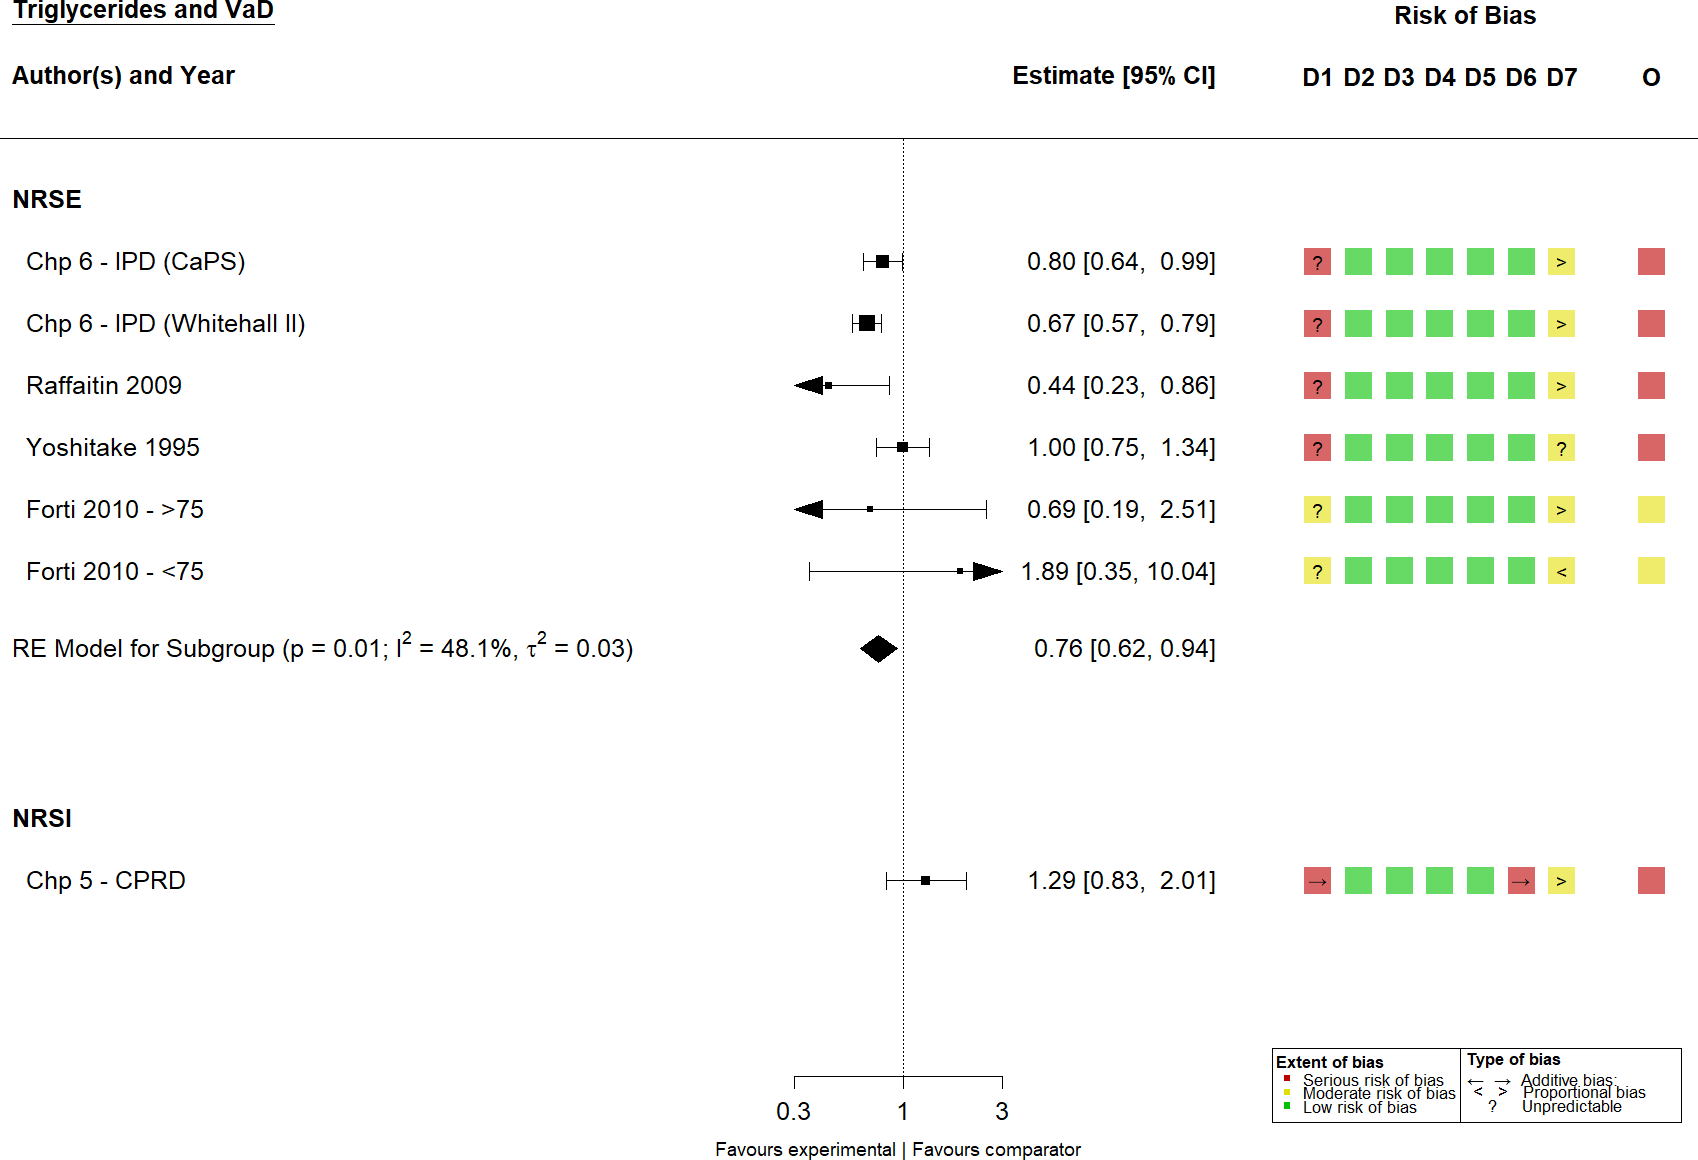 Triglycerides and VaD
Risk of Bias
Author(s) and Year Estimate [95% CI] D1 D2 D3 D4 D5 D6 D7 O
NRSE
Chp 6 - IPD (CaPS) 0.80 [0.64, 0.99] ? >
Chp 6 - IPD (Whitehall II) 0.67 [0.57, 0.79] ? >
Raffaitin 2009 0.44 [0.23, 0.86] ? >
Yoshitake 1995 1.00 [0.75, 1.34] ? ?
Forti 2010 - >75 0.69 [0.19, 2.51] ? >
Forti 2010 - <75 1.89 [0.35, 10.04] ? <
RE Model for Subgroup (p = 0.01; I² = 48.1%, τ² = 0.03) 0.76 [0.62, 0.94]
NRSI
Chp 5 - CPRD 1.29 [0.83, 2.01] → → >
0.3 1 3
Favours experimental | Favours comparator
Extent of bias
Serious risk of bias
Moderate risk of bias
Low risk of bias
Type of bias
← → Additive bias:
< > Proportional bias
? Unpredictable